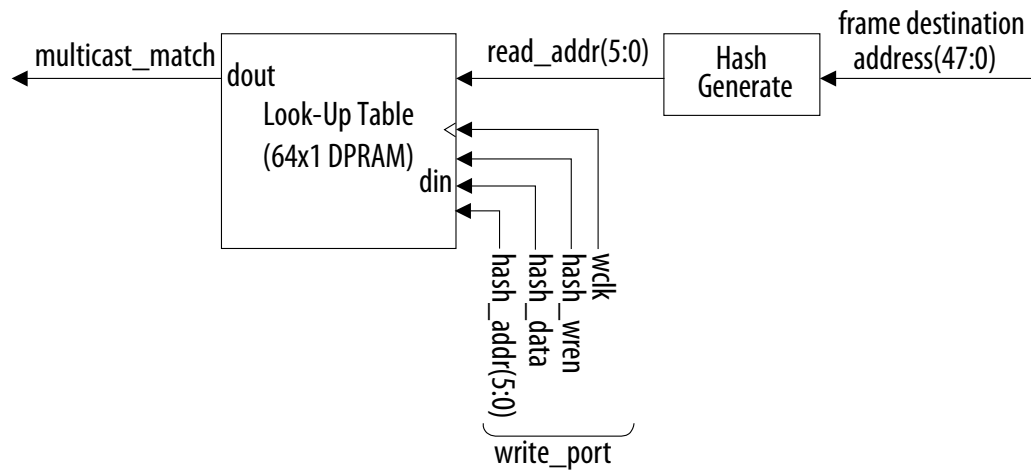 frame destination
address(47:0)
multicast_match
read_addr(5:0)
Hash
Generate
dout
Look-Up Table
(64x1 DPRAM)
din
hash_addr(5:0)
hash_data
hash_wren
wclk
write_port